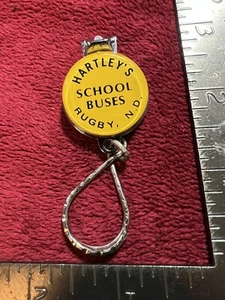 HARTLEY'S
SCHOOL
BUSES
RUGBY, N.D.